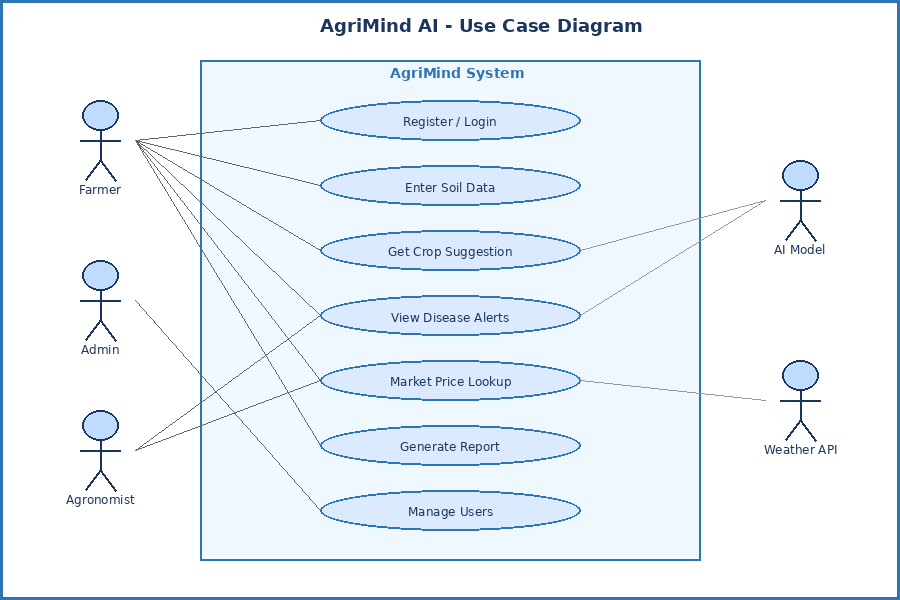 AgriMind AI - Use Case Diagram
AgriMind System
Register / Login
Enter Soil Data
Get Crop Suggestion
View Disease Alerts
Market Price Lookup
Generate Report
Manage Users
Farmer
Admin
Agronomist
AI Model
Weather API